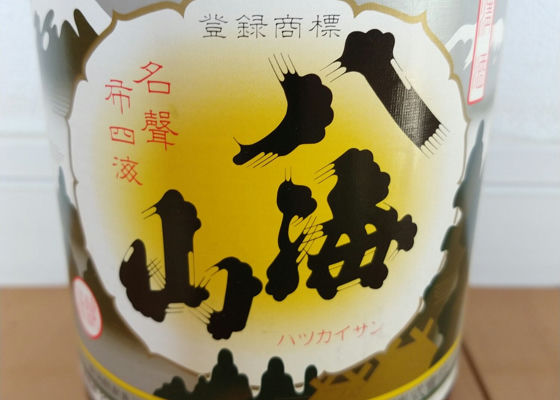 登録商標
八海山
名聲
布四海
ハツカイサン